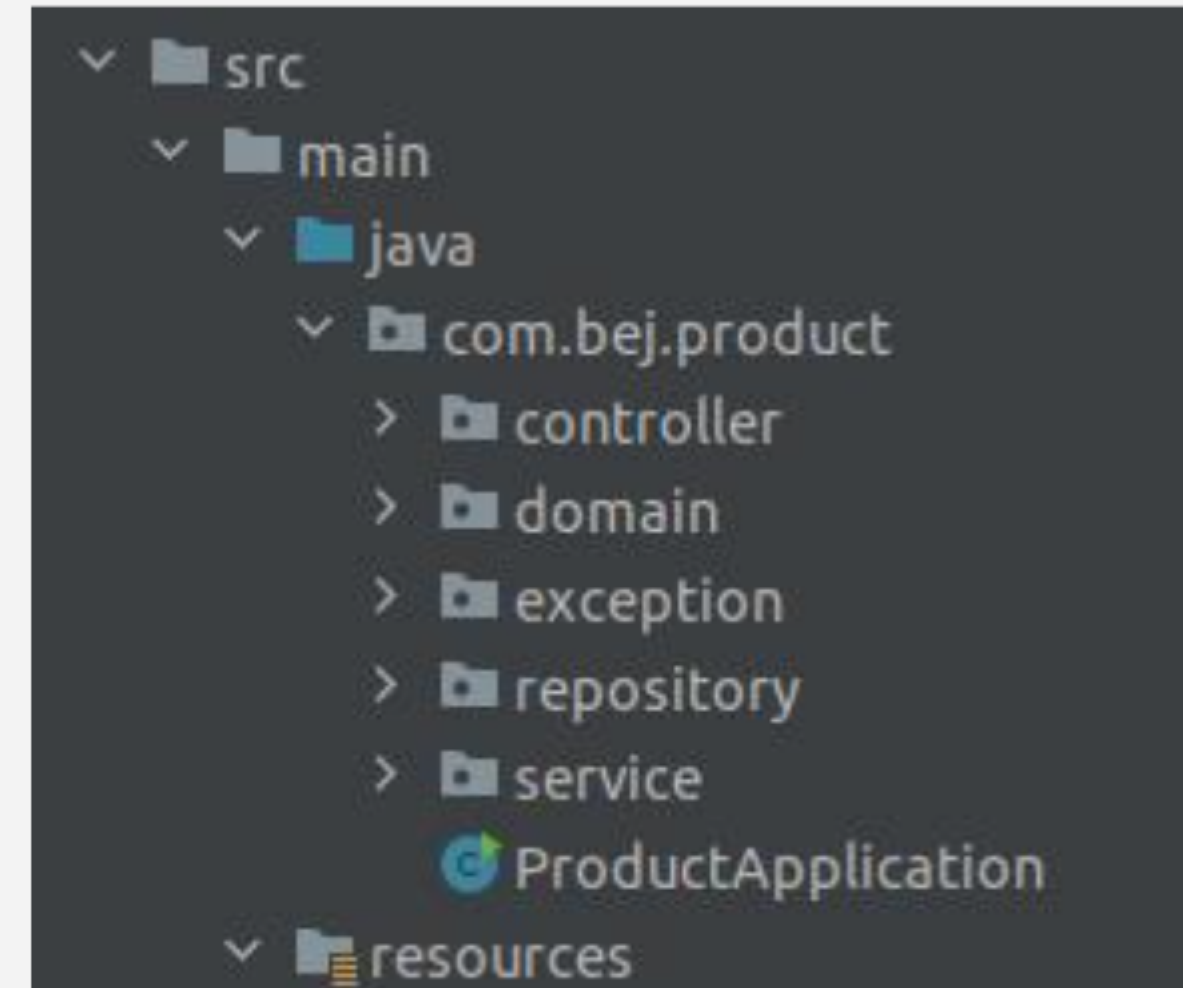 src
main
java
com.bej.product
controller
domain
exception
repository
service
ProductApplication
resources